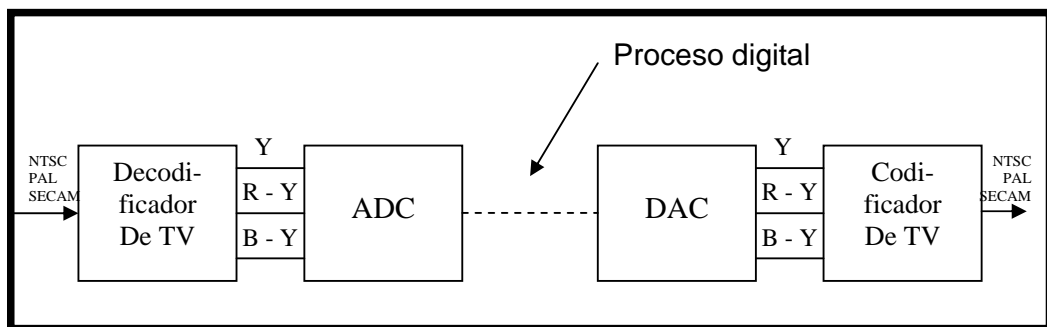 Proceso digital
NTSC
PAL
SECAM
Decodi-
ficador
De TV
Y
R - Y
B - Y
ADC
DAC
Y
R - Y
B - Y
Codi-
ficador
De TV
NTSC
PAL
SECAM